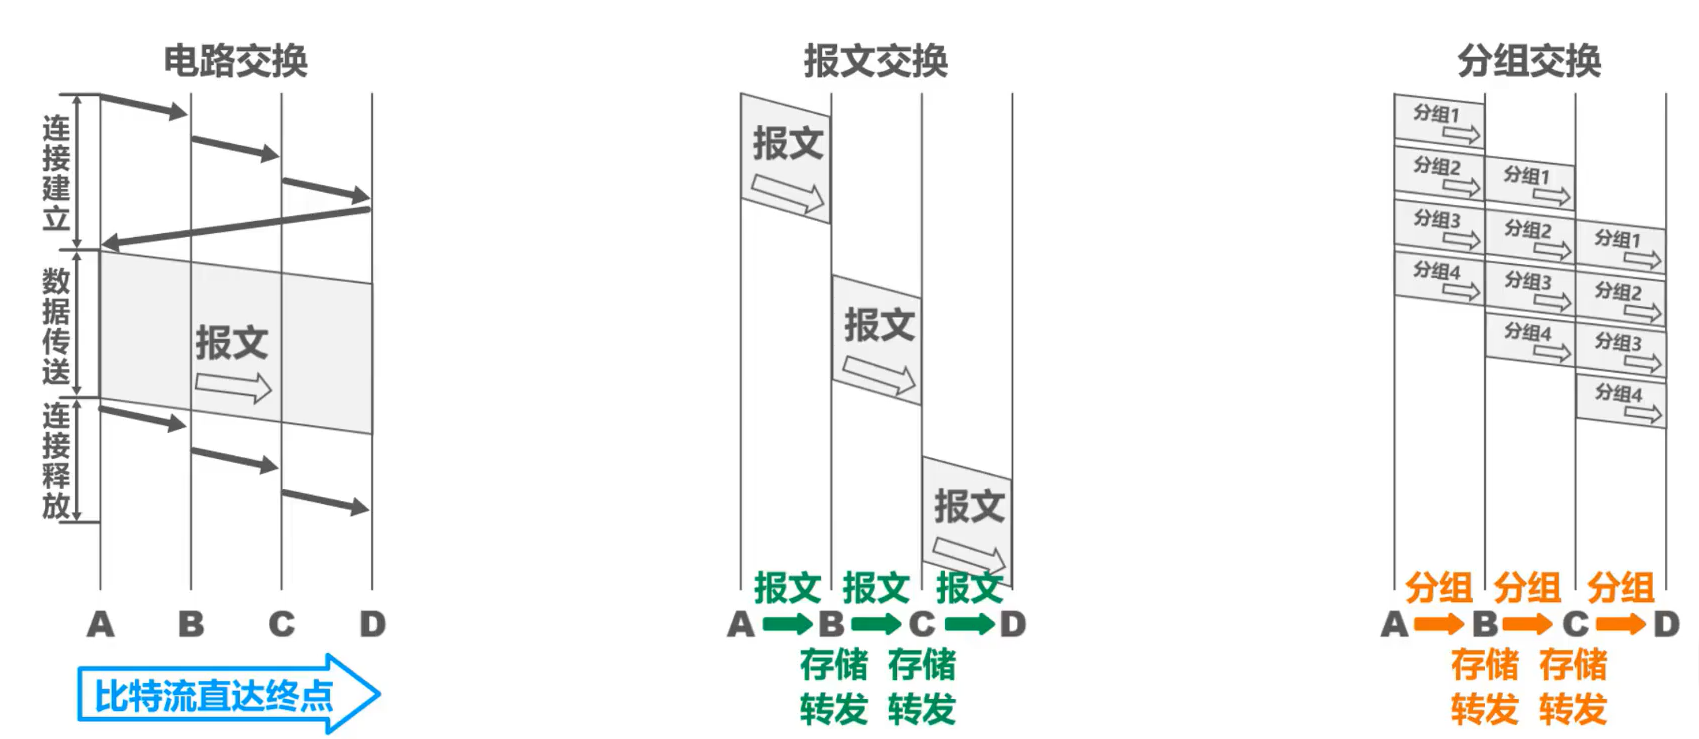 电路交换
连接建立
数据传送
连接释放
报文
A B C D
比特流直达终点
报文交换
报文
报文
报文
报文 报文 报文
A B C D
存储 存储
转发 转发
分组交换
分组1
分组2 分组1
分组3 分组2 分组1
分组4 分组3 分组2
分组4 分组3
分组4
分组 分组 分组
A B C D
存储 存储
转发 转发